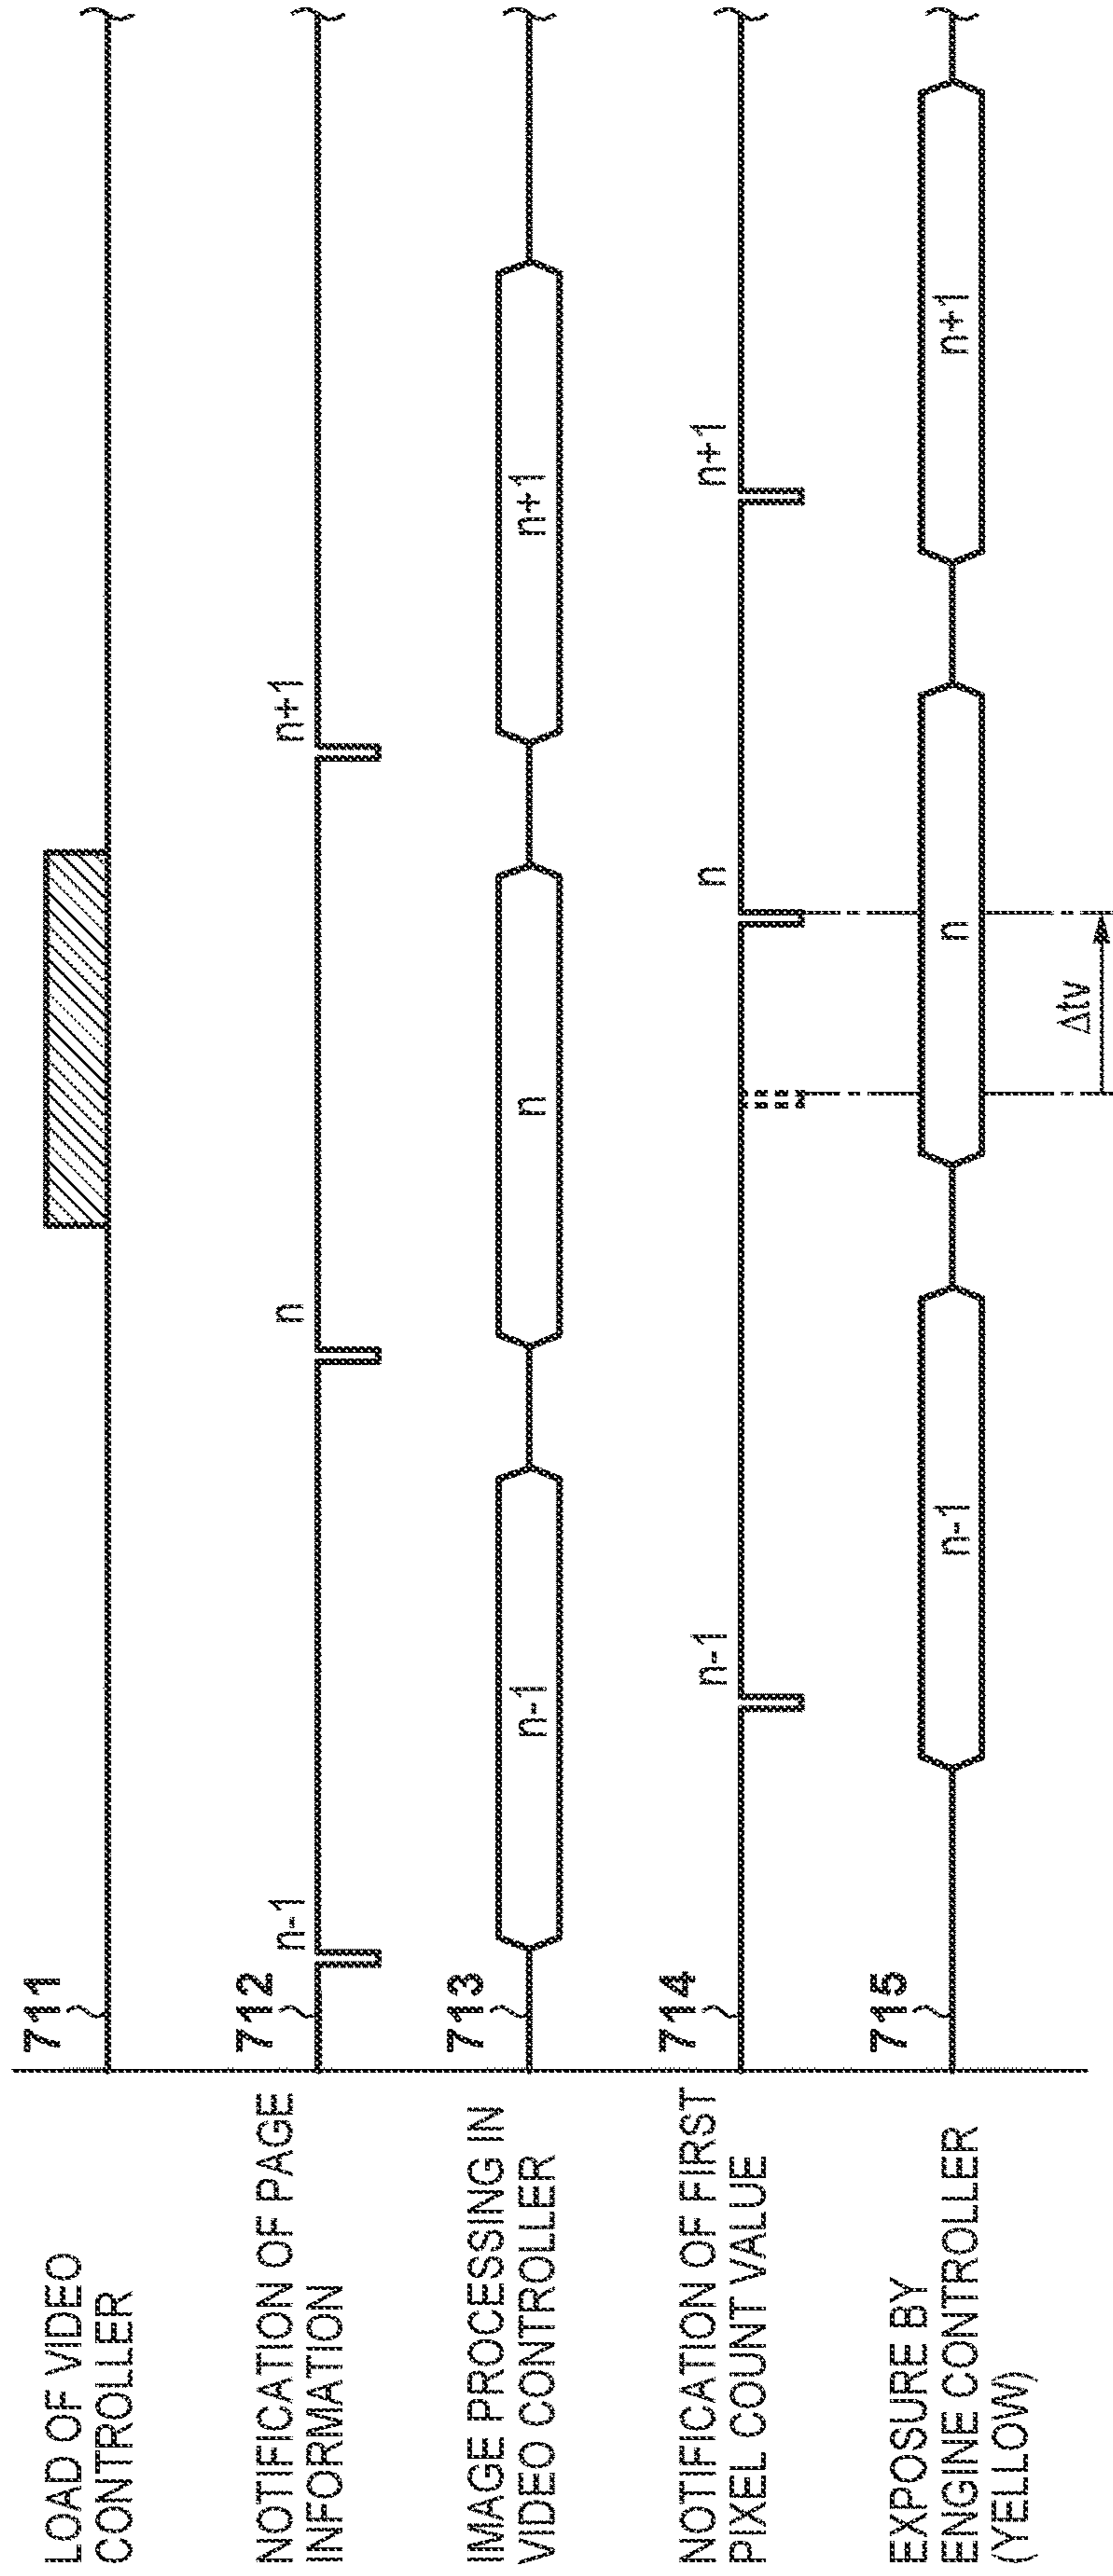 LOAD OF VIDEO
CONTROLLER
711
NOTIFICATION OF PAGE
INFORMATION
712
n-1
n
n+1
IMAGE PROCESSING IN
VIDEO CONTROLLER
713
n-1
n
n+1
NOTIFICATION OF FIRST
PIXEL COUNT VALUE
714
n-1
n
n+1
EXPOSURE BY
ENGINE CONTROLLER
(YELLOW)
715
n-1
n
n+1
Δtv